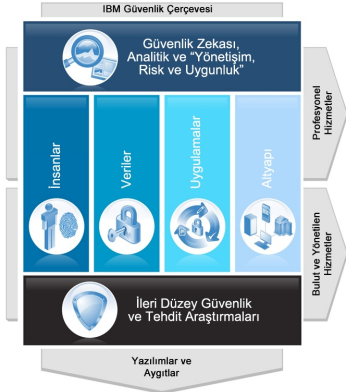 IBM Güvenlik Çerçevesi
Güvenlik Zekası,
Analitik ve “Yönetişim,
Risk ve Uygunluk”
İnsanlar
Veriler
Uygulamalar
Altyapı
Profesyonel
Hizmetler
Bulut ve Yönetilen
Hizmetler
İleri Düzey Güvenlik
ve Tehdit Araştırmaları
Yazılımlar ve
Aygıtlar